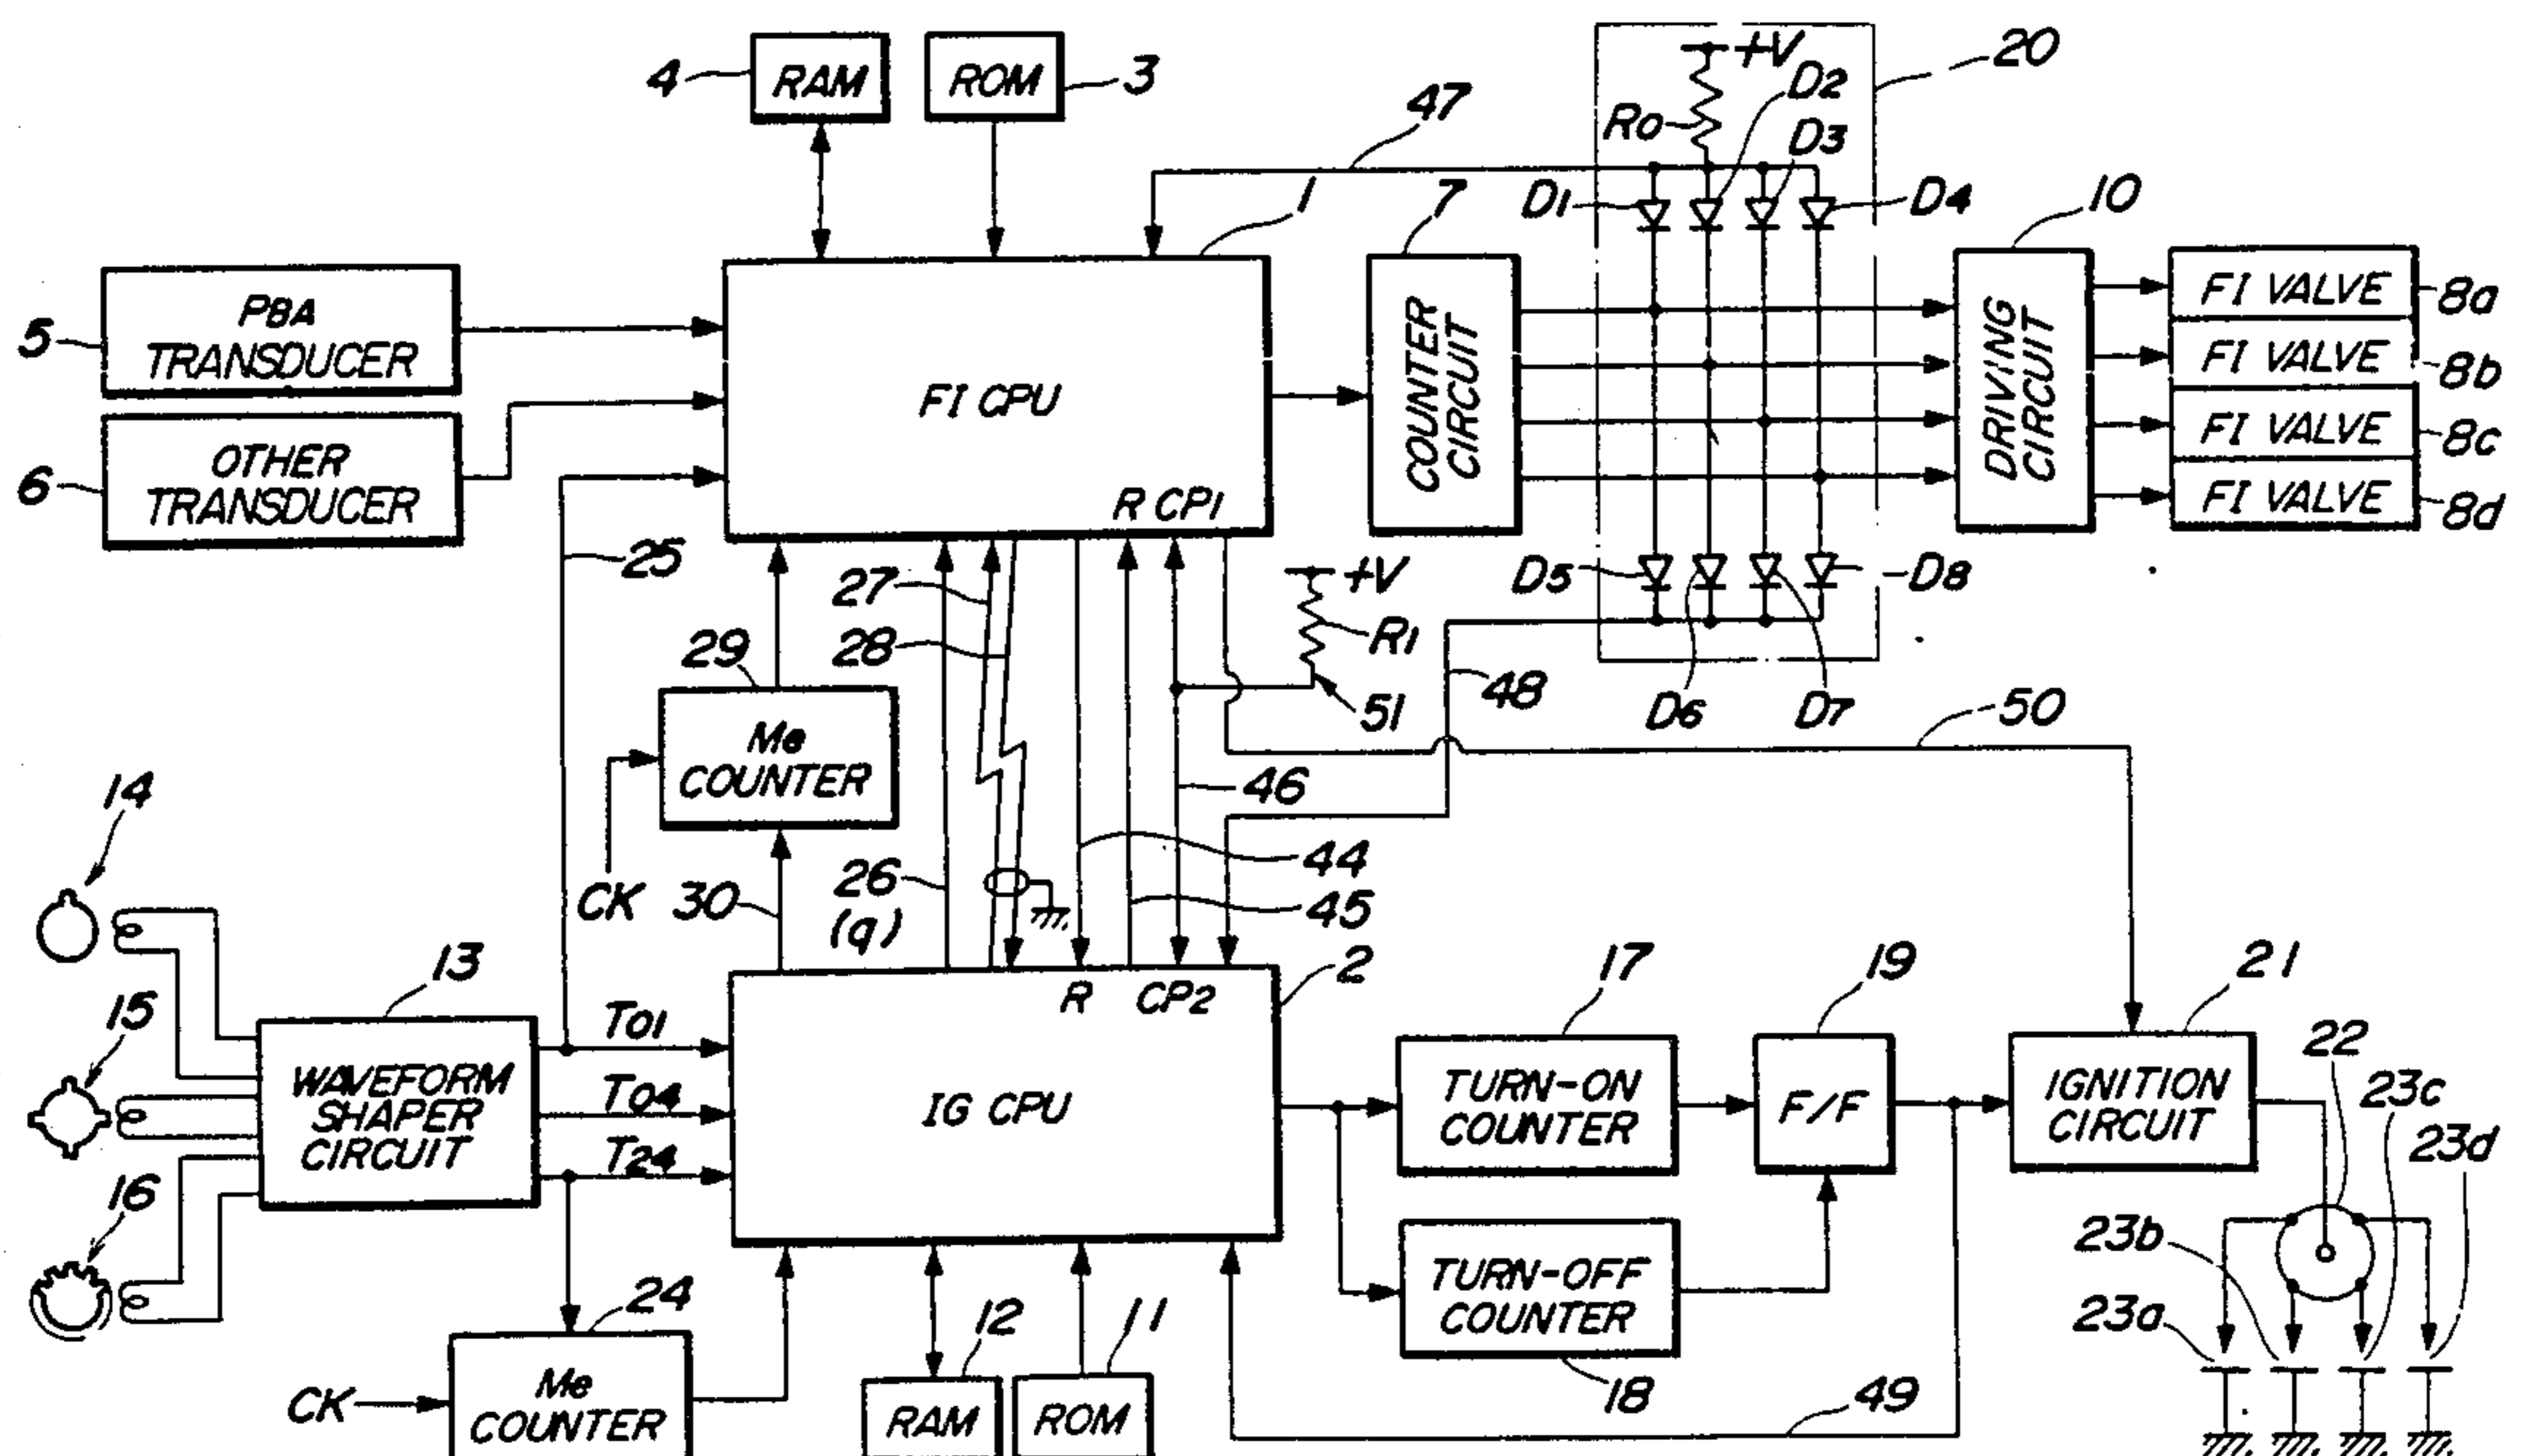 4
RAM
ROM
3
47
+V
20
R0
D2
D3
D1
D4
1
7
10
5
PBA
TRANSDUCER
6
OTHER
TRANSDUCER
FI CPU
R CP1
COUNTER
CIRCUIT
DRIVING
CIRCUIT
FI VALVE
8a
FI VALVE
8b
FI VALVE
8c
FI VALVE
8d
25
27
28
+V
R1
51
D5
D8
D6
D7
48
50
29
Me
COUNTER
46
CK
30
26
(q)
44
45
14
15
16
13
WAVEFORM
SHAPER
CIRCUIT
T01
T04
T24
R
CP2
2
IG CPU
17
TURN-ON
COUNTER
19
F/F
21
IGNITION
CIRCUIT
22
23c
23d
23b
23a
TURN-OFF
COUNTER
18
24
CK
Me
COUNTER
12
RAM
11
ROM
49